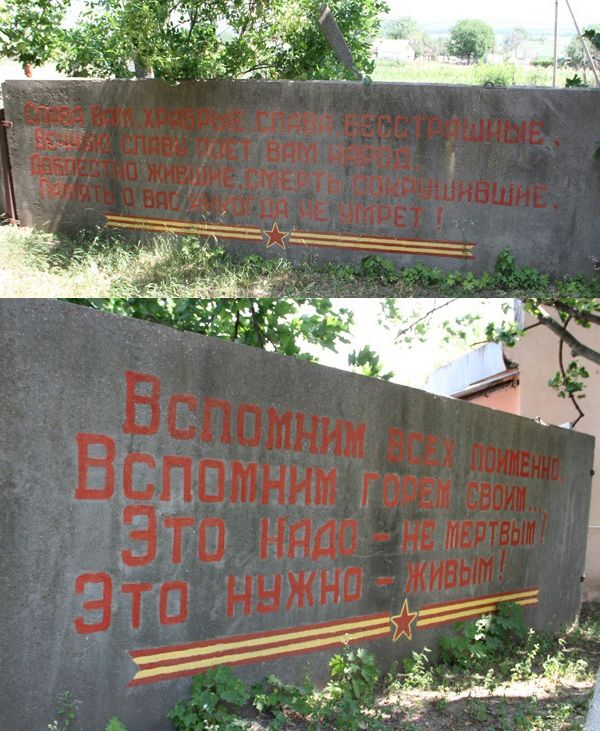 СЛАВА ВАМ, ХРАБРЫЕ, СЛАВА БЕССТРАШНЫЕ,
ВЕЧНУЮ СЛАВУ ПОЕТ ВАМ НАРОД.
ДОБЛЕСТНО ЖИВШИЕ, СМЕРТЬ СОКРУШИВШИЕ,
ПАМЯТЬ О ВАС НИКОГДА НЕ УМРЕТ!
ВСПОМНИМ ВСЕХ ПОИМЕННО,
ВСПОМНИМ ГОРЕМ СВОИМ...
ЭТО НАДО - НЕ МЕРТВЫМ!
ЭТО НУЖНО - ЖИВЫМ!